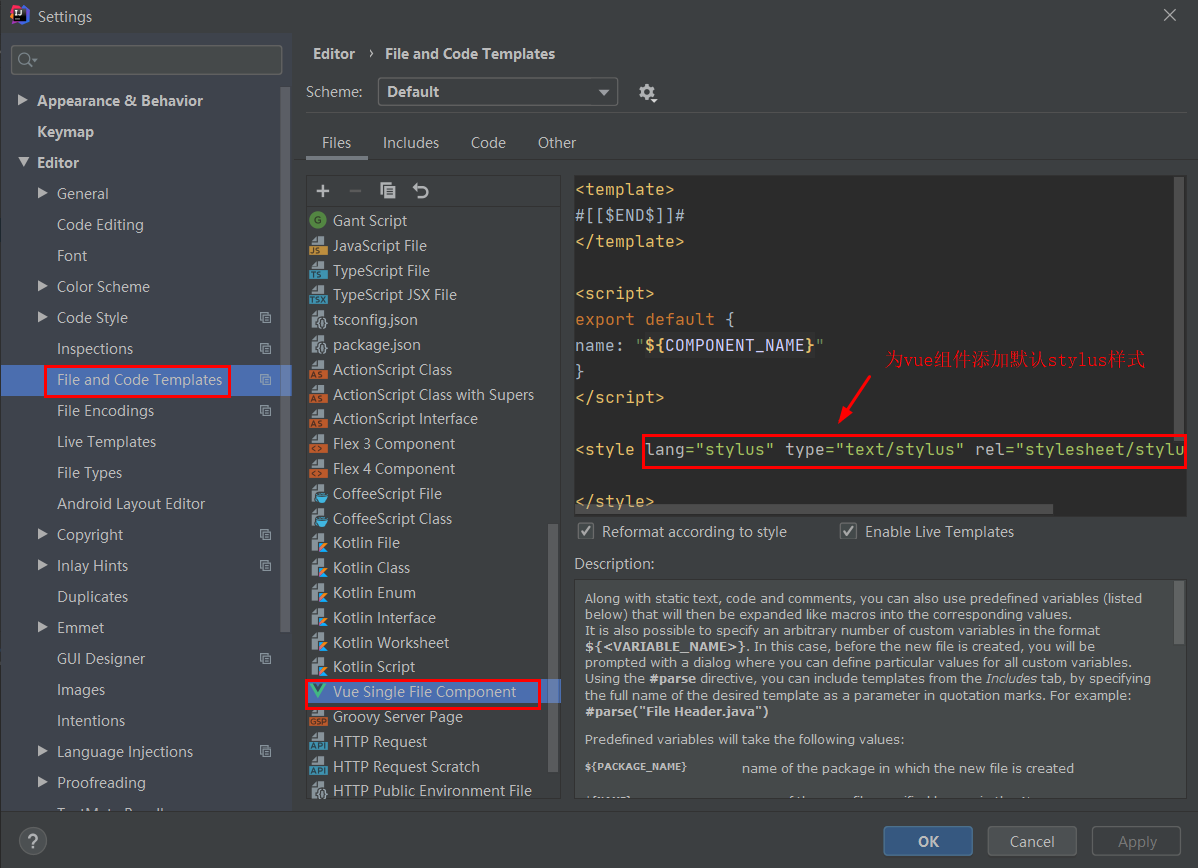 Settings
Appearance & Behavior
Keymap
Editor
General
Code Editing
Font
Color Scheme
Code Style
Inspections
File and Code Templates
File Encodings
Live Templates
File Types
Android Layout Editor
Copyright
Inlay Hints
Duplicates
Emmet
GUI Designer
Images
Intentions
Language Injections
Proofreading
Editor › File and Code Templates
Scheme: Default
Files Includes Code Other
Gant Script
JavaScript File
TypeScript File
TypeScript JSX File
tsconfig.json
package.json
ActionScript Class
ActionScript Class with Supers
ActionScript Interface
Flex 3 Component
Flex 4 Component
CoffeeScript File
CoffeeScript Class
Kotlin File
Kotlin Class
Kotlin Enum
Kotlin Interface
Kotlin Worksheet
Kotlin Script
Vue Single File Component
Groovy Server Page
HTTP Request
HTTP Request Scratch
HTTP Public Environment File
<template>
#[[$END$]]#
</template>
<script>
export default {
name: "${COMPONENT_NAME}"
}
</script>
为vue组件添加默认stylus样式
<style lang="stylus" type="text/stylus" rel="stylesheet/stylu
</style>
Reformat according to style Enable Live Templates
Description:
Along with static text, code and comments, you can also use predefined variables (listed
below) that will then be expanded like macros into the corresponding values.
It is also possible to specify an arbitrary number of custom variables in the format
${<VARIABLE_NAME>}. In this case, before the new file is created, you will be
prompted with a dialog where you can define particular values for all custom variables.
Using the #parse directive, you can include templates from the Includes tab, by specifying
the full name of the desired template as a parameter in quotation marks. For example:
#parse("File Header.java")
Predefined variables will take the following values:
${PACKAGE_NAME} name of the package in which the new file is created
? OK Cancel Apply